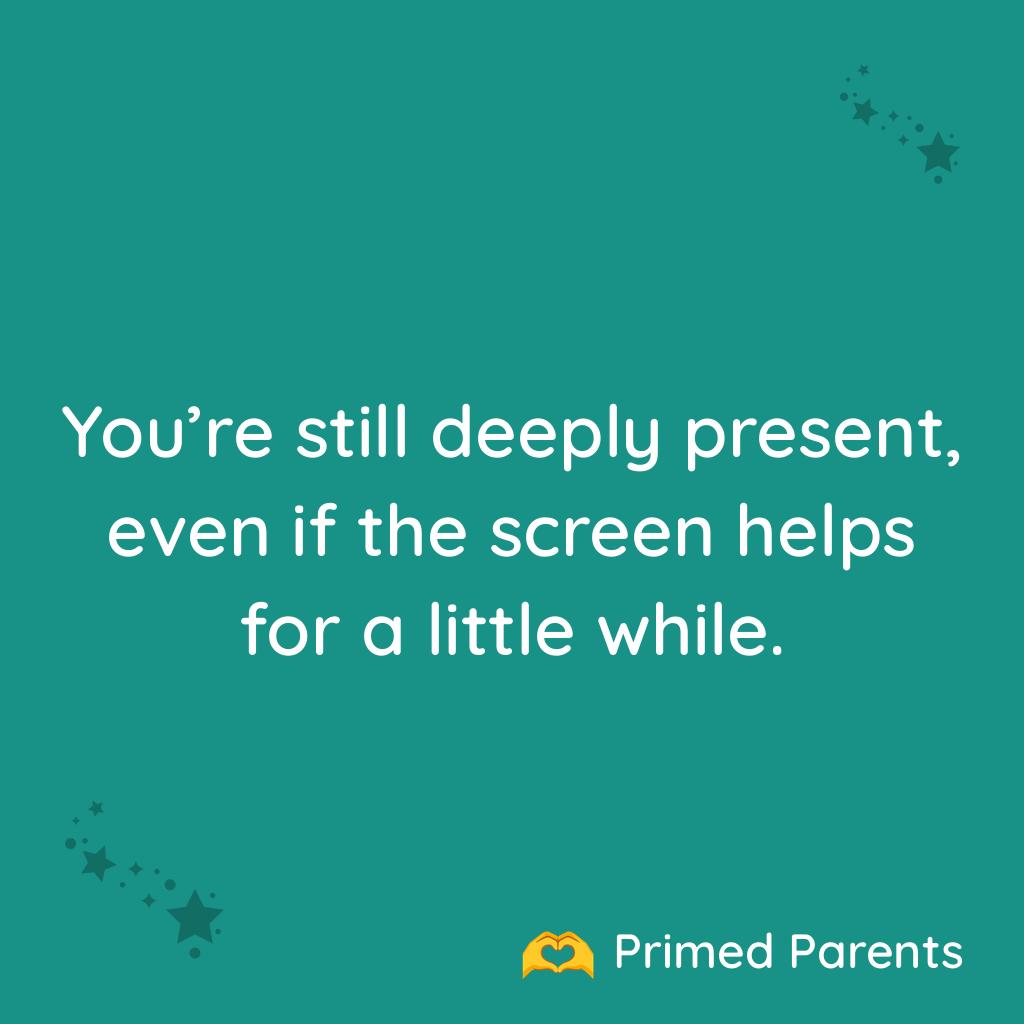 You’re still deeply present,
even if the screen helps
for a little while.
Primed Parents